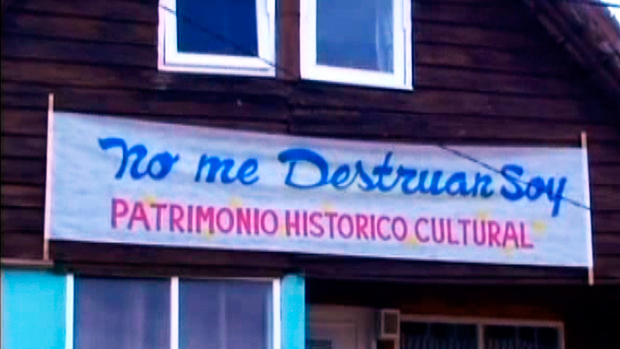 No me Destruan Soy
PATRIMONIO HISTORICO CULTURAL